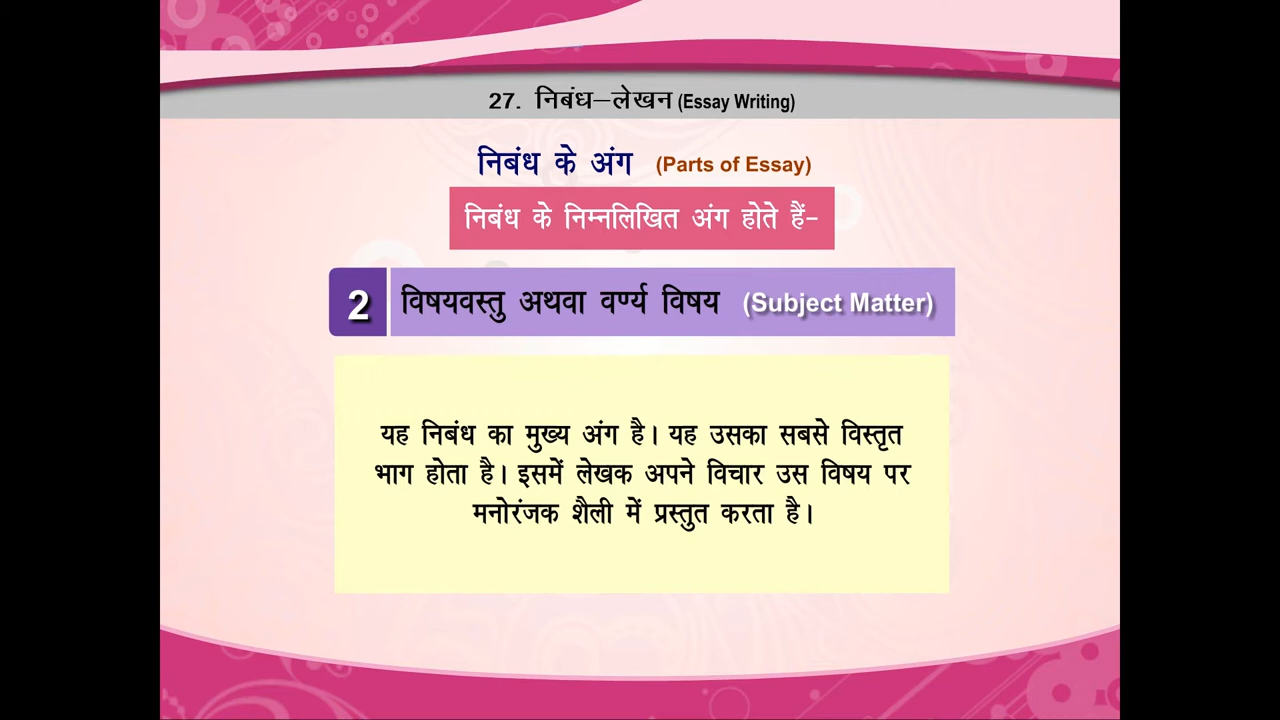 27. निबंध–लेखन (Essay Writing)
निबंध के अंग (Parts of Essay)
निबंध के निम्नलिखित अंग होते हैं-
2 विषयवस्तु अथवा वर्ण्य विषय (Subject Matter)
यह निबंध का मुख्य अंग है। यह उसका सबसे विस्तृत
भाग होता है। इसमें लेखक अपने विचार उस विषय पर
मनोरंजक शैली में प्रस्तुत करता है।